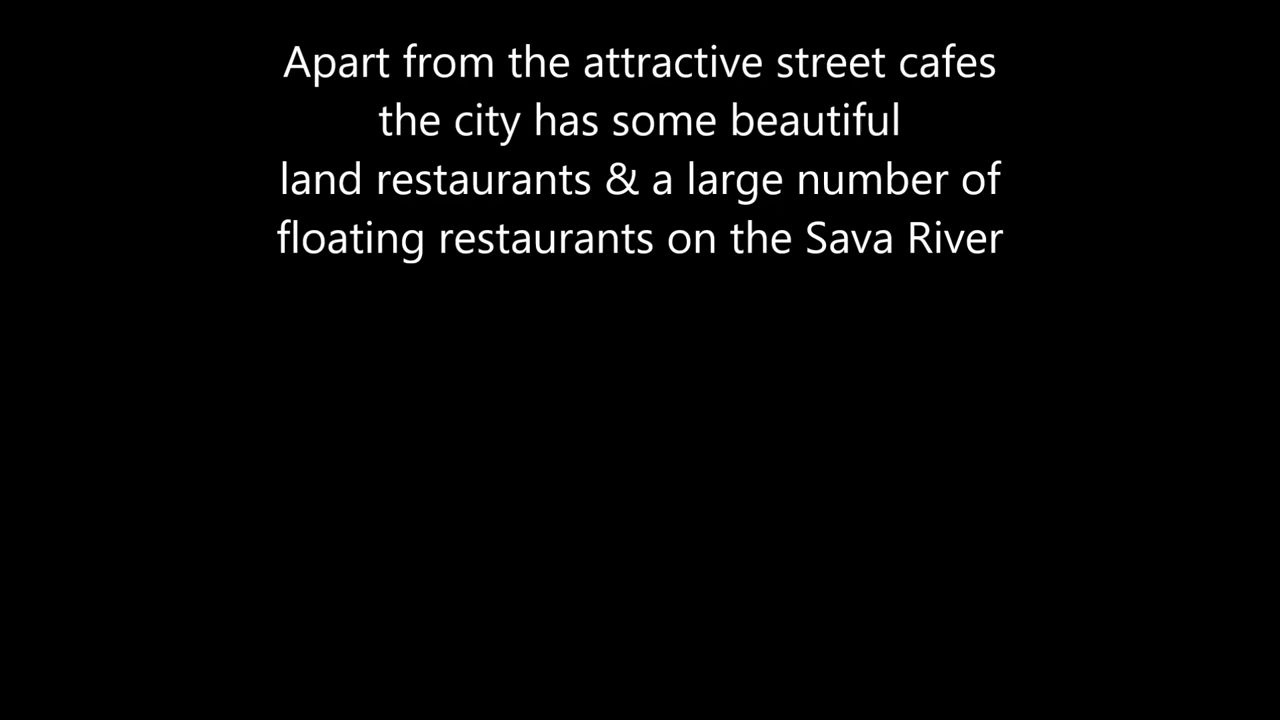 Apart from the attractive street cafes
the city has some beautiful
land restaurants & a large number of
floating restaurants on the Sava River